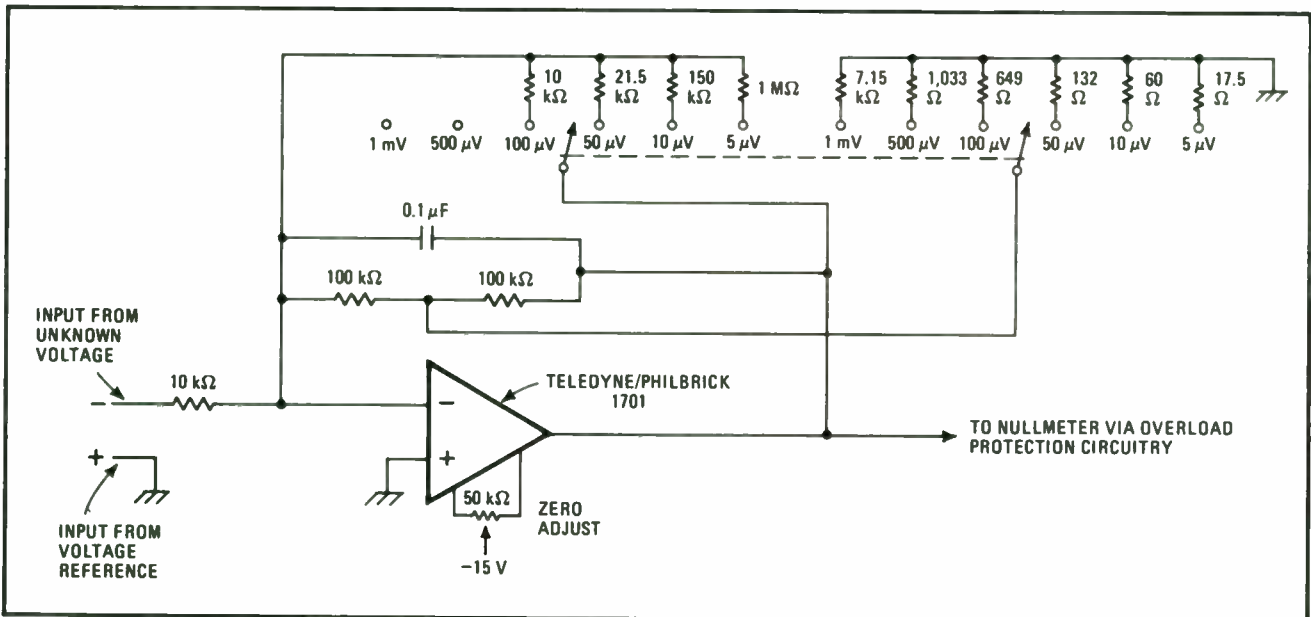 10
kΩ
21.5
kΩ
150
kΩ
1 MΩ
7.15
kΩ
1,033
Ω
649
Ω
132
Ω
60
Ω
17.5
Ω
1 mV
500 μV
100 μV
50 μV
10 μV
5 μV
1 mV
500 μV
100 μV
50 μV
10 μV
5 μV
0.1 μF
100 kΩ
100 kΩ
INPUT FROM
UNKNOWN
VOLTAGE
10 kΩ
TELEDYNE/PHILBRICK
1701
−
−
+
+
TO NULLMETER VIA OVERLOAD
PROTECTION CIRCUITRY
50 kΩ
ZERO
ADJUST
−15 V
INPUT FROM
VOLTAGE
REFERENCE